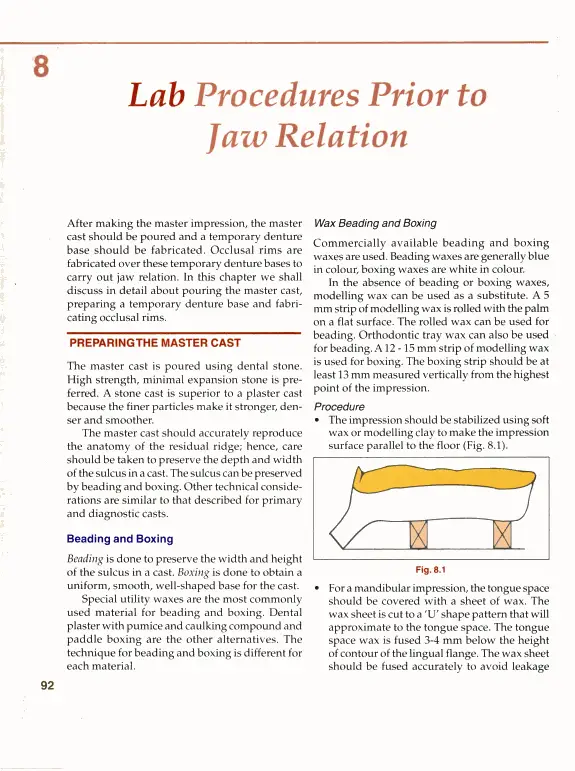 8
Lab Procedures Prior to
Jaw Relation
After making the master impression, the master
cast should be poured and a temporary denture
base should be fabricated. Occlusal rims are
fabricated over these temporary denture bases to
carry out jaw relation. In this chapter we shall
discuss in detail about pouring the master cast,
preparing a temporary denture base and fabri-
cating occlusal rims.
PREPARING THE MASTER CAST
The master cast is poured using dental stone.
High strength, minimal expansion stone is pre-
ferred. A stone cast is superior to a plaster cast
because the finer particles make it stronger, den-
ser and smoother.
The master cast should accurately reproduce
the anatomy of the residual ridge; hence, care
should be taken to preserve the depth and width
of the sulcus in a cast. The sulcus can be preserved
by beading and boxing. Other technical conside-
rations are similar to that described for primary
and diagnostic casts.
Beading and Boxing
Beading is done to preserve the width and height
of the sulcus in a cast. Boxing is done to obtain a
uniform, smooth, well-shaped base for the cast.
Special utility waxes are the most commonly
used material for beading and boxing. Dental
plaster with pumice and caulking compound and
paddle boxing are the other alternatives. The
technique for beading and boxing is different for
each material.
92
Wax Beading and Boxing
Commercially available beading and boxing
waxes are used. Beading waxes are generally blue
in colour, boxing waxes are white in colour.
In the absence of beading or boxing waxes,
modelling wax can be used as a substitute. A 5
mm strip of modelling wax is rolled with the palm
on a flat surface. The rolled wax can be used for
beading. Orthodontic tray wax can also be used
for beading. A 12 - 15 mm strip of modelling wax
is used for boxing. The boxing strip should be at
least 13 mm measured vertically from the highest
point of the impression.
Procedure
• The impression should be stabilized using soft
wax or modelling clay to make the impression
surface parallel to the floor (Fig. 8.1).
Fig. 8.1
• For a mandibular impression, the tongue space
should be covered with a sheet of wax. The
wax sheet is cut to a 'U' shape pattern that will
approximate to the tongue space. The tongue
space wax is fused 3-4 mm below the height
of contour of the lingual flange. The wax sheet
should be fused accurately to avoid leakage